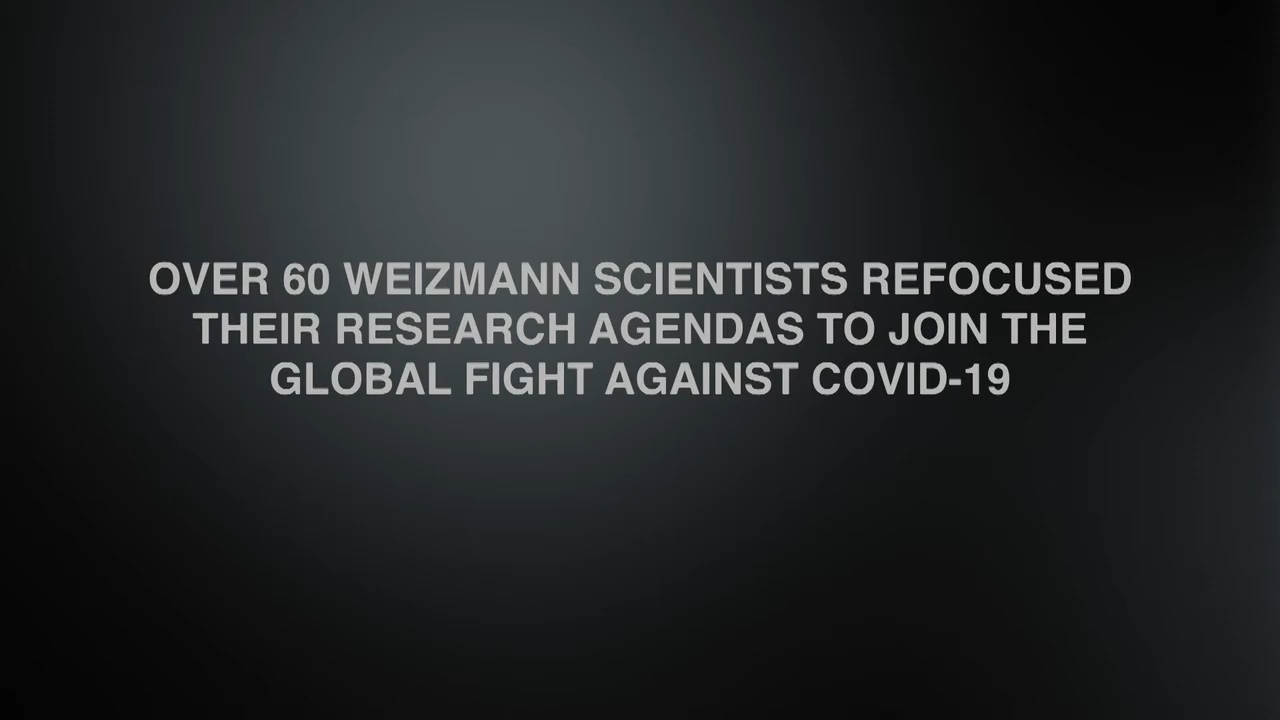 OVER 60 WEIZMANN SCIENTISTS REFOCUSED
THEIR RESEARCH AGENDAS TO JOIN THE
GLOBAL FIGHT AGAINST COVID-19